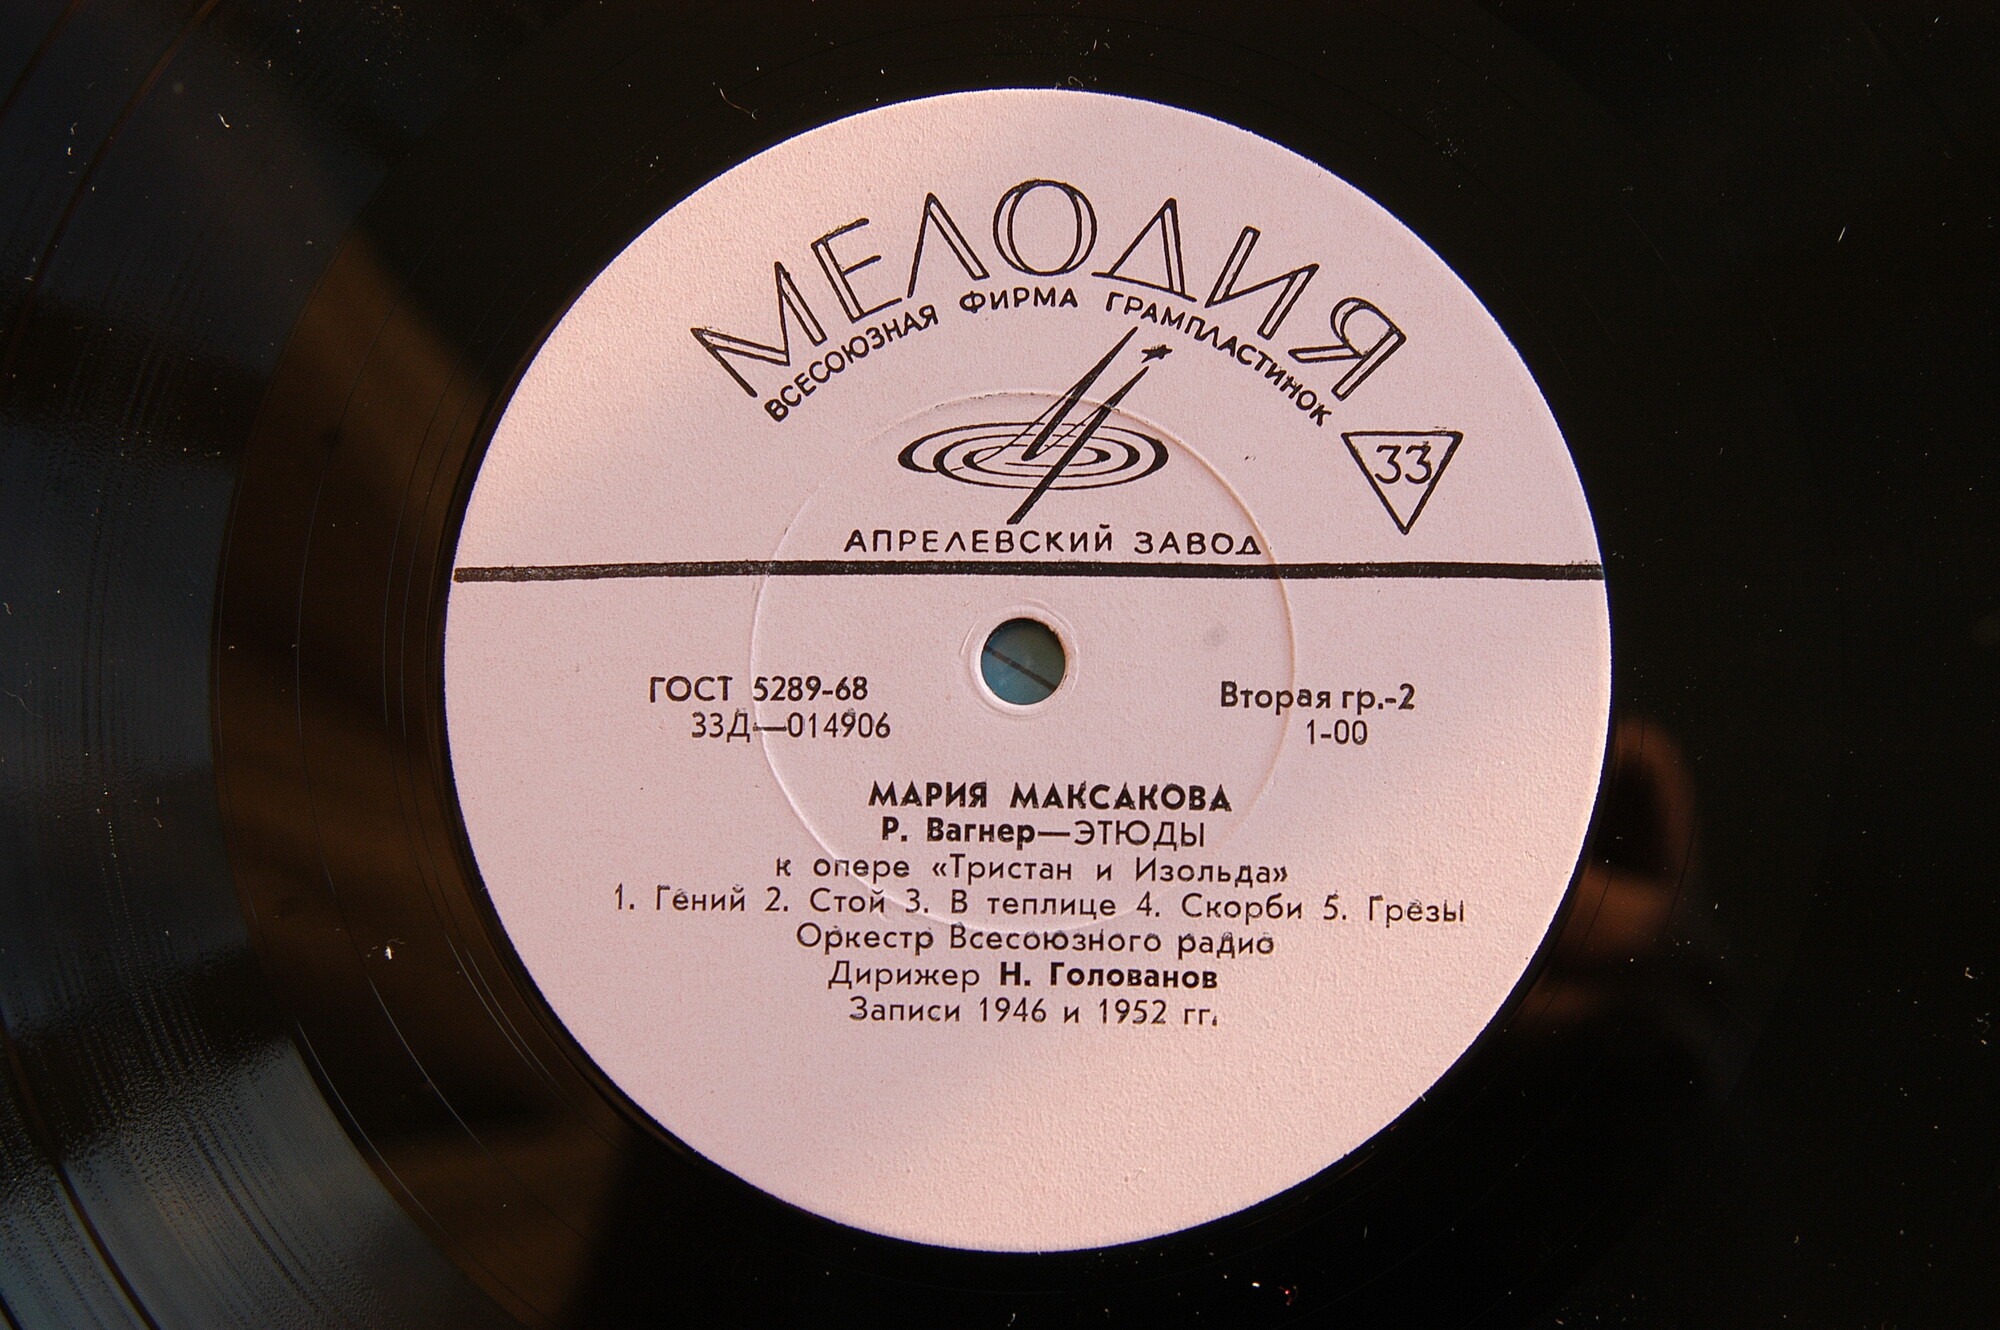 МЕЛОДИЯ
ВСЕСОЮЗНАЯ ФИРМА ГРАМПЛАСТИНОК
33
АПРЕЛЕВСКИЙ ЗАВОД
ГОСТ 5289-68
33Д—014906
Вторая гр.-2
1-00
МАРИЯ МАКСАКОВА
Р. Вагнер—ЭТЮДЫ
к опере «Тристан и Изольда»
1. Гений 2. Стой 3. В теплице 4. Скорби 5. Грёзы
Оркестр Всесоюзного радио
Дирижер Н. Голованов
Записи 1946 и 1952 гг.